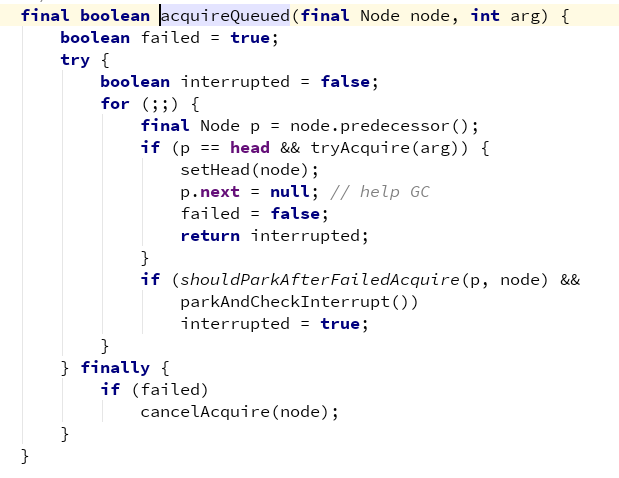 final boolean acquireQueued(final Node node, int arg) {
    boolean failed = true;
    try {
        boolean interrupted = false;
        for (;;) {
            final Node p = node.predecessor();
            if (p == head && tryAcquire(arg)) {
                setHead(node);
                p.next = null; // help GC
                failed = false;
                return interrupted;
            }
            if (shouldParkAfterFailedAcquire(p, node) &&
                parkAndCheckInterrupt())
                interrupted = true;
        }
    } finally {
        if (failed)
            cancelAcquire(node);
    }
}